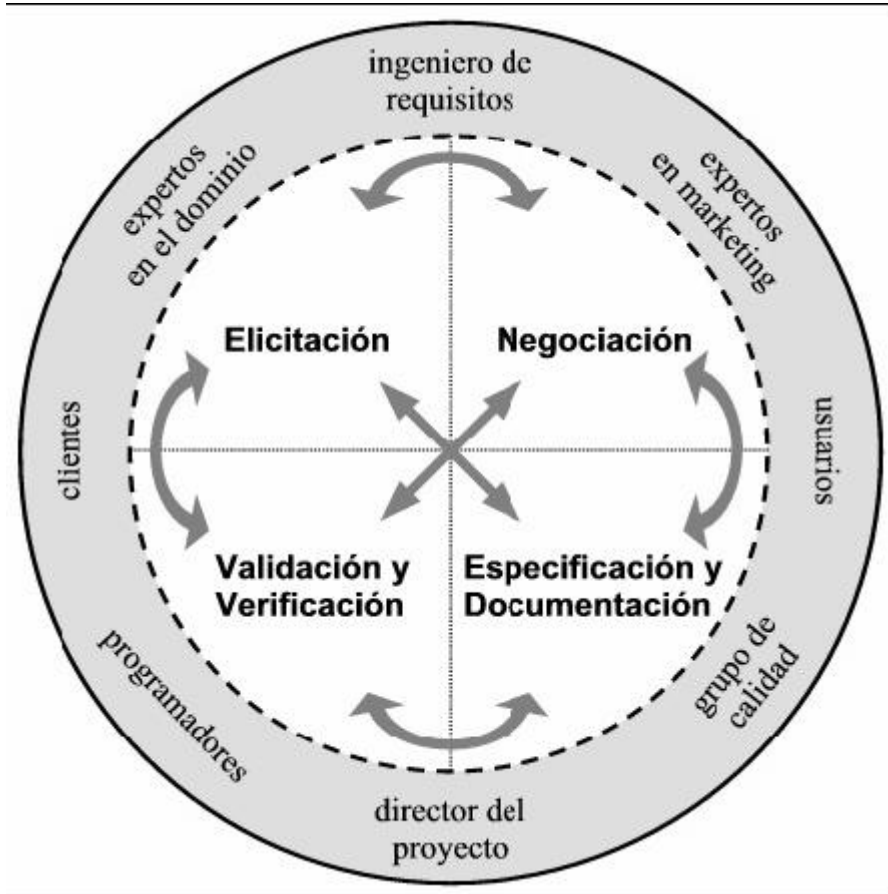 ingeniero de
requisitos
expertos
en el dominio
expertos
en marketing
Elicitación
Negociación
clientes
usuarios
Validación y
Verificación
Especificación y
Documentación
programadores
grupo de
calidad
director del
proyecto